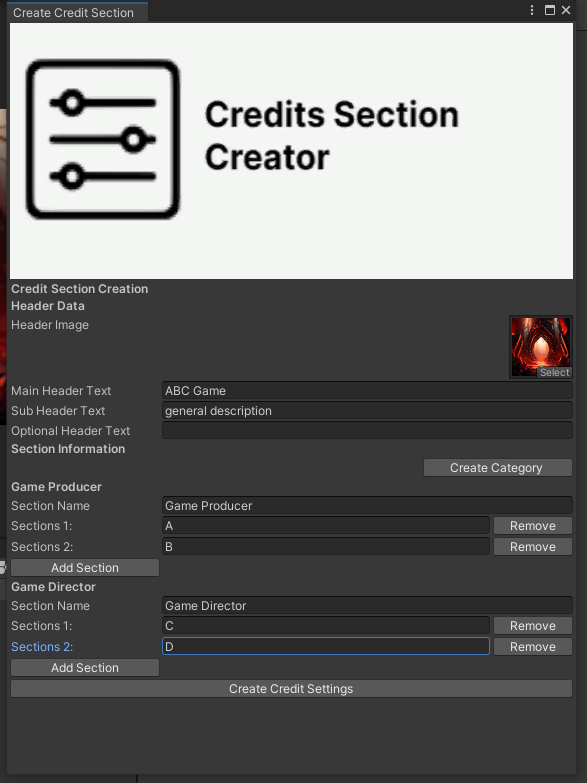 Create Credit Section
Credits Section
Creator
Credit Section Creation
Header Data
Header Image
Select
Main Header Text ABC Game
Sub Header Text general description
Optional Header Text
Section Information
Create Category
Game Producer
Section Name Game Producer
Sections 1: A Remove
Sections 2: B Remove
Add Section
Game Director
Section Name Game Director
Sections 1: C Remove
Sections 2: D Remove
Add Section
Create Credit Settings